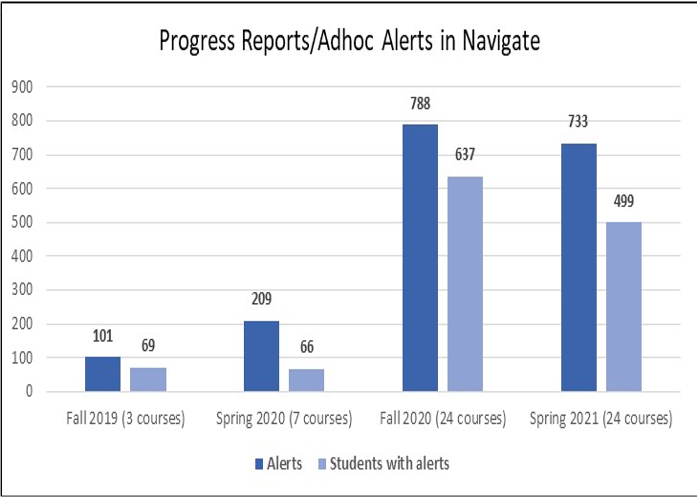 Progress Reports/Adhoc Alerts in Navigate
900
800
700
600
500
400
300
200
100
0
101
69
209
66
788
637
733
499
Fall 2019 (3 courses)
Spring 2020 (7 courses)
Fall 2020 (24 courses)
Spring 2021 (24 courses)
Alerts
Students with alerts